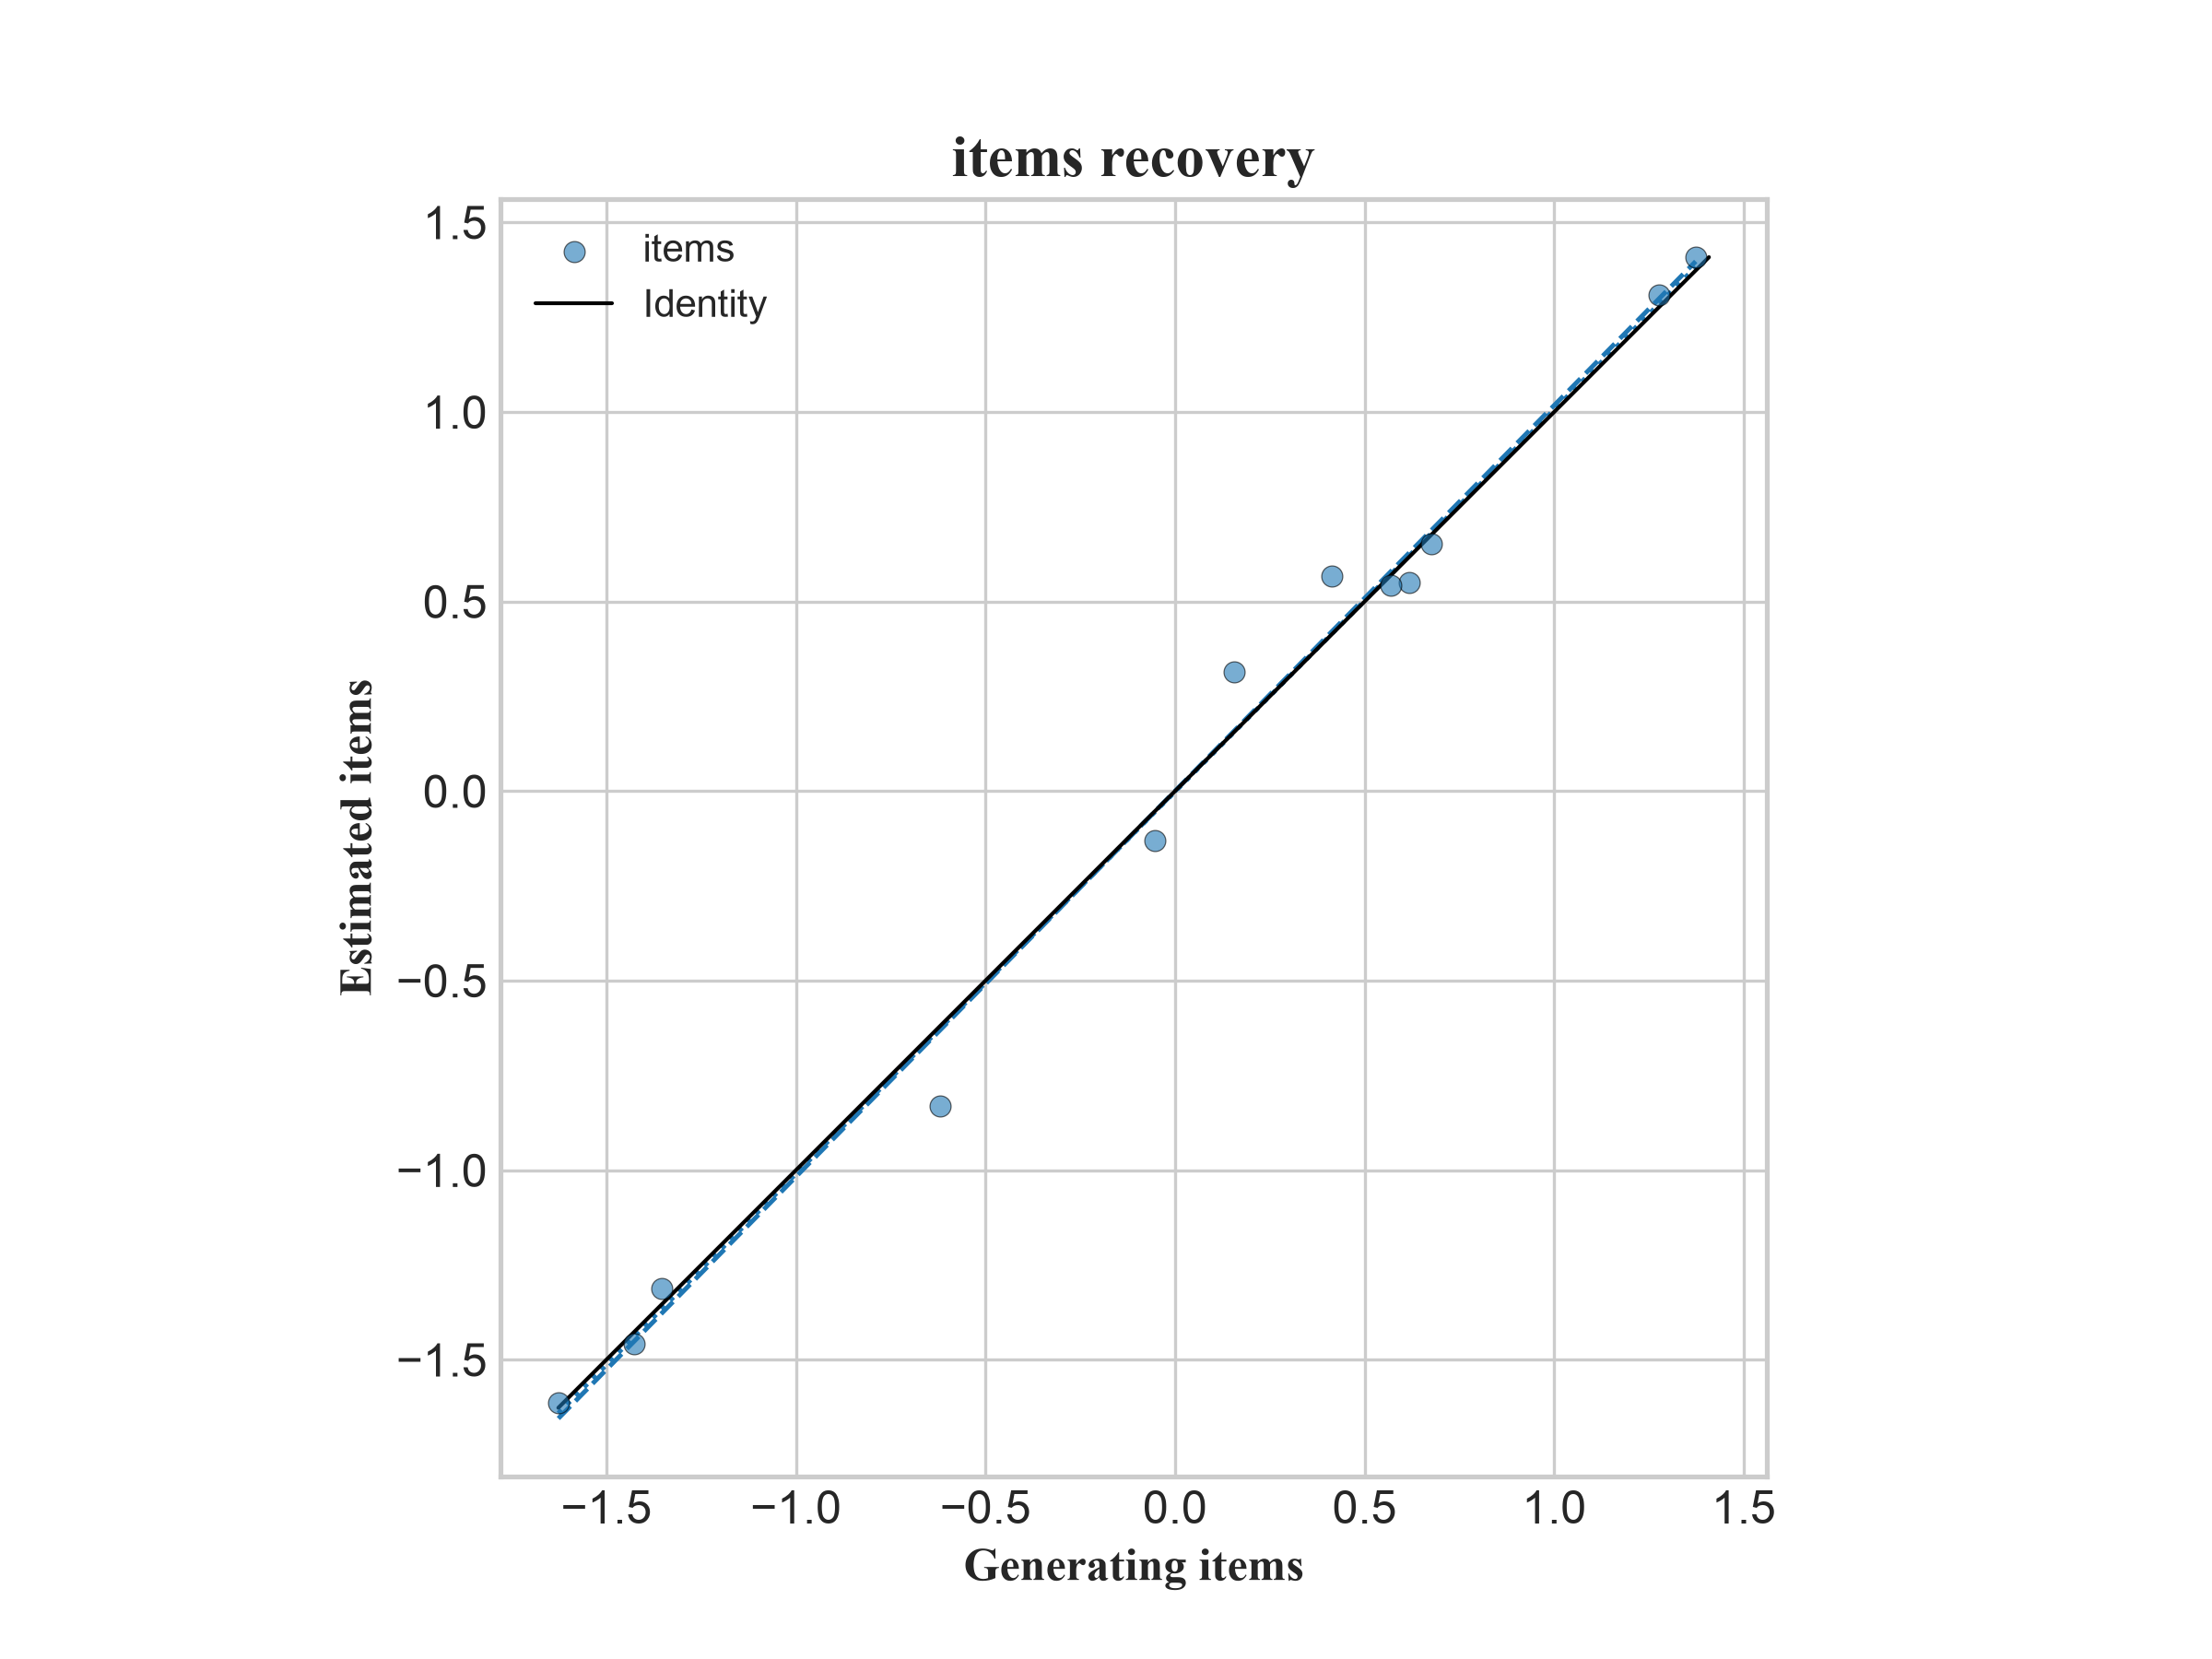 items recovery
items
Identity
1.5
1.0
0.5
0.0
−0.5
−1.0
−1.5
Estimated items
−1.5 −1.0 −0.5 0.0 0.5 1.0 1.5
Generating items